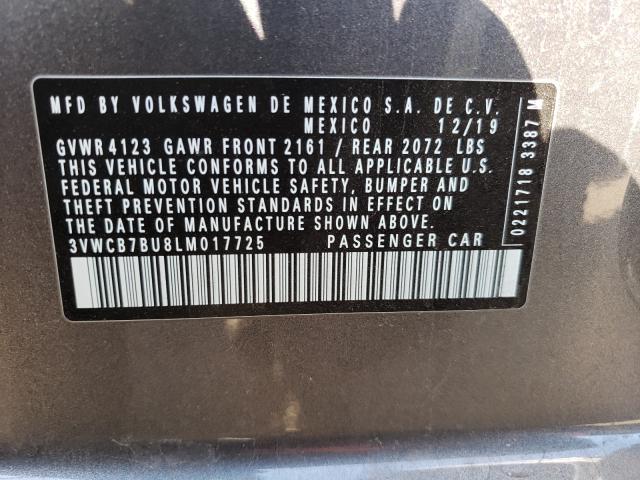 MFD BY VOLKSWAGEN DE MEXICO S.A. DE C.V.
MEXICO 12/19
GVWR 4123 GAWR FRONT 2161 / REAR 2072 LBS
THIS VEHICLE CONFORMS TO ALL APPLICABLE U.S.
FEDERAL MOTOR VEHICLE SAFETY, BUMPER AND
THEFT PREVENTION STANDARDS IN EFFECT ON
THE DATE OF MANUFACTURE SHOWN ABOVE.
3VWCB7BU8LM017725 PASSENGER CAR
0221718 3387 M